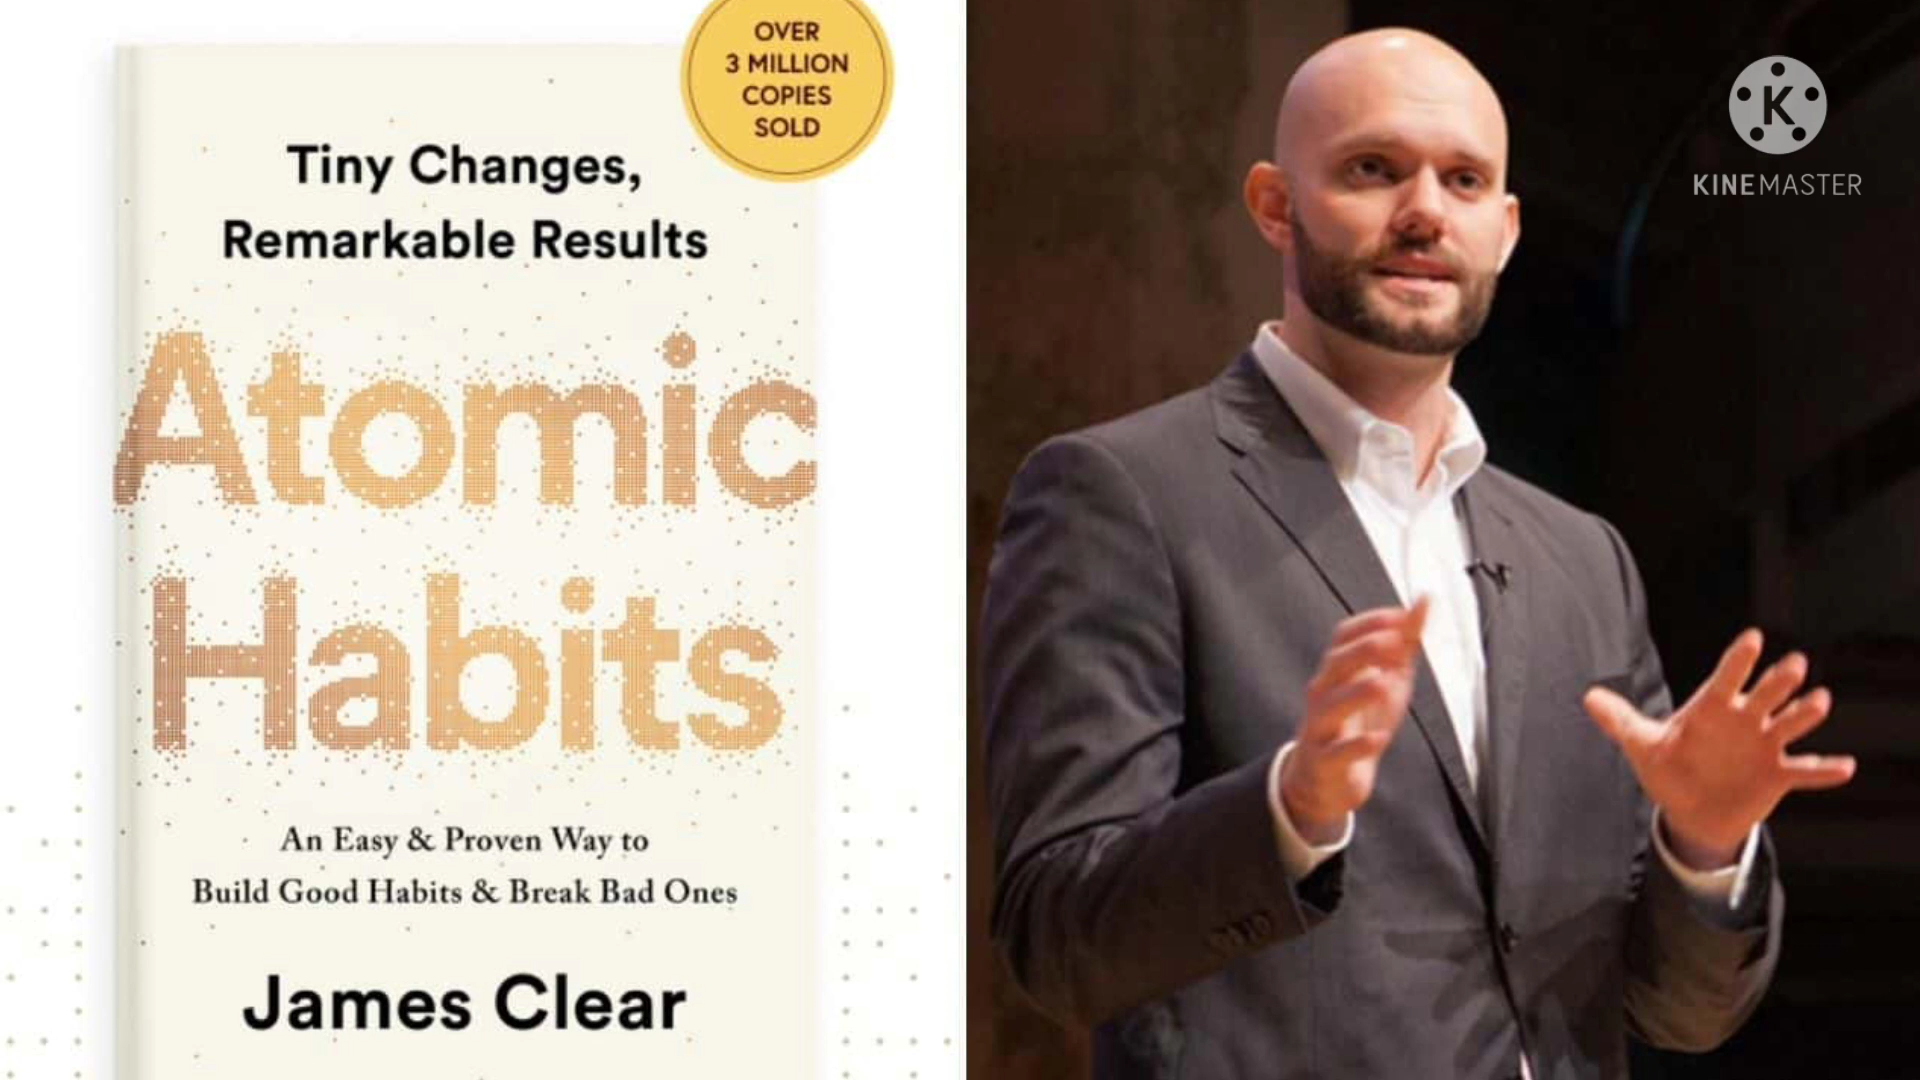 OVER
3 MILLION
COPIES
SOLD
Tiny Changes,
Remarkable Results
Atomic
Habits
An Easy & Proven Way to
Build Good Habits & Break Bad Ones
James Clear
K
KINEMASTER